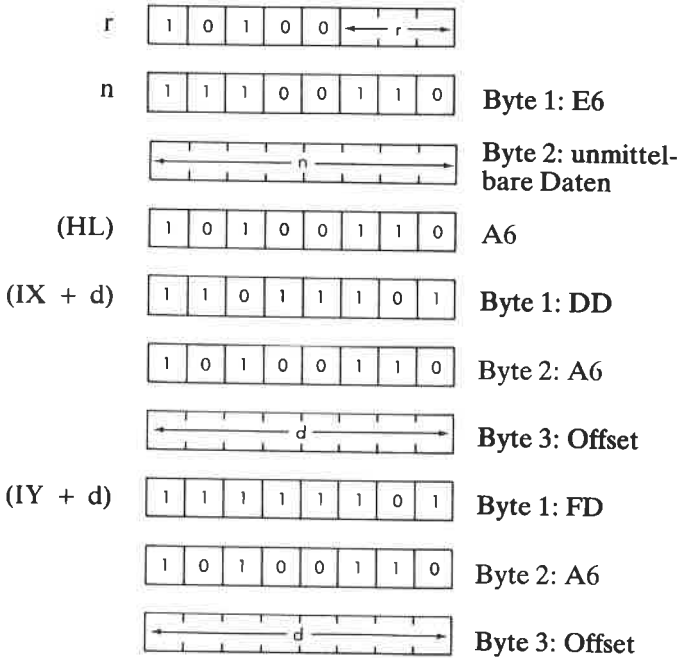 r 1 0 1 0 0 r
n 1 1 1 0 0 1 1 0 Byte 1: E6
n Byte 2: unmittel-
bare Daten
(HL) 1 0 1 0 0 1 1 0 A6
(IX + d) 1 1 0 1 1 1 0 1 Byte 1: DD
1 0 1 0 0 1 1 0 Byte 2: A6
d Byte 3: Offset
(IY + d) 1 1 1 1 1 1 0 1 Byte 1: FD
1 0 1 0 0 1 1 0 Byte 2: A6
d Byte 3: Offset